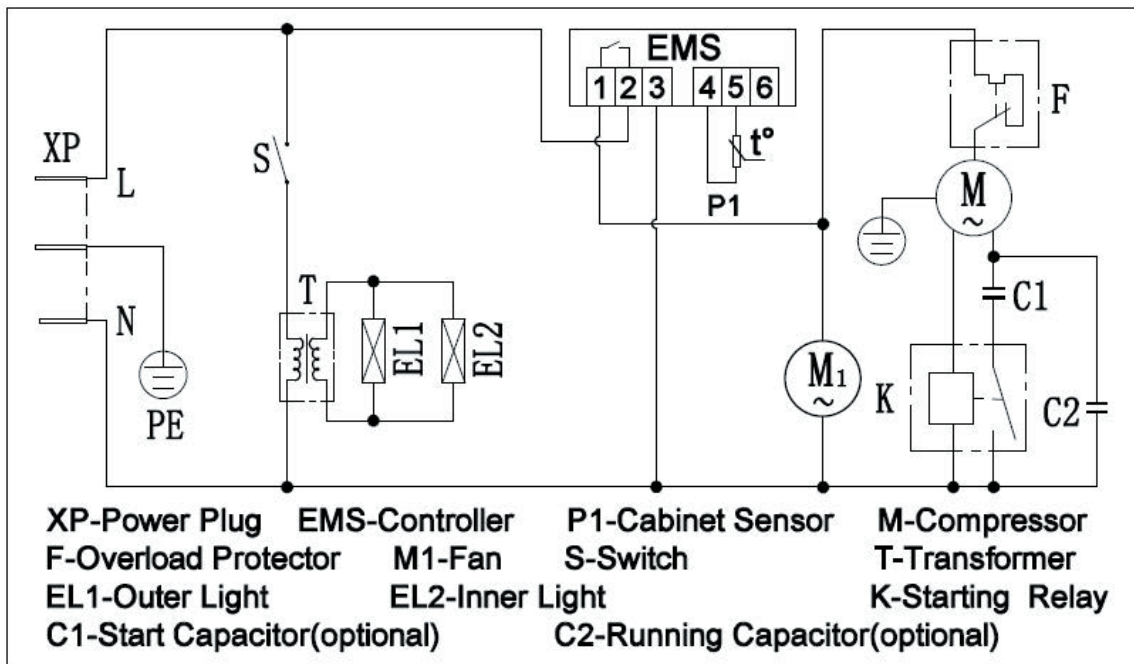 EMS
1 2 3 4 5 6
F
XP
S
t°
L
P1
M
~
T
C1
EL1
EL2
N
M1
~
K
C2
PE
XP-Power Plug EMS-Controller P1-Cabinet Sensor M-Compressor
F-Overload Protector M1-Fan S-Switch T-Transformer
EL1-Outer Light EL2-Inner Light K-Starting Relay
C1-Start Capacitor(optional) C2-Running Capacitor(optional)